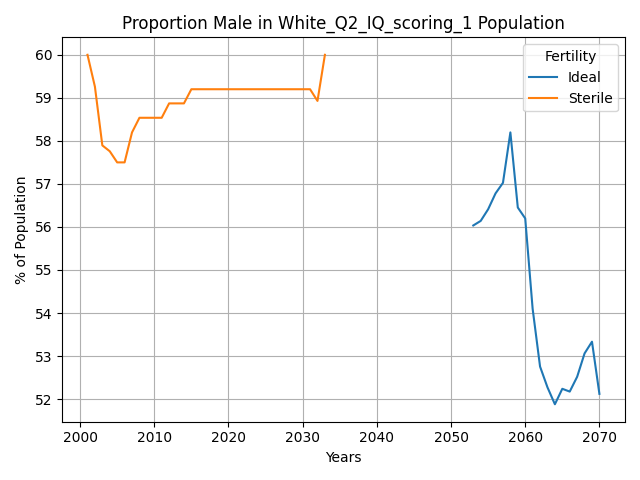 Proportion Male in White_Q2_IQ_scoring_1 Population
% of Population
60
59
58
57
56
55
54
53
52
Fertility
Ideal
Sterile
2000 2010 2020 2030 2040 2050 2060 2070
Years